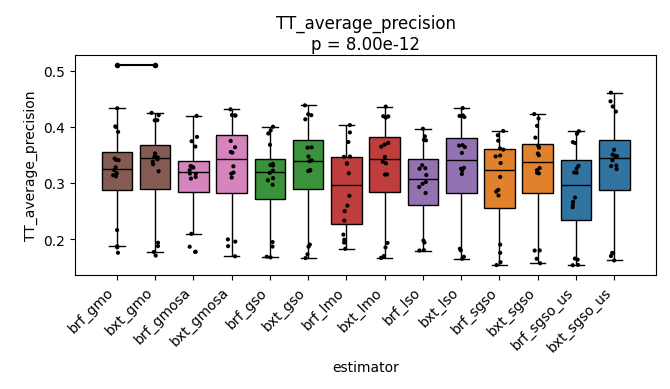 TT_average_precision
p = 8.00e-12
TT_average_precision
0.5
0.4
0.3
0.2
brf_gmo
bxt_gmo
brf_gmosa
bxt_gmosa
brf_gso
bxt_gso
brf_lmo
bxt_lmo
brf_lso
bxt_lso
brf_sgso
bxt_sgso
brf_sgso_us
bxt_sgso_us
estimator